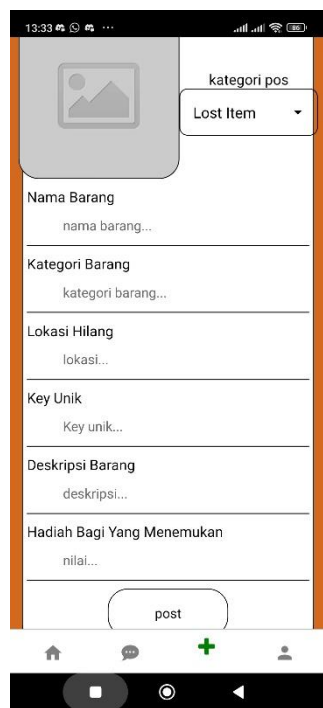 13:33
86
kategori pos
Lost Item
Nama Barang
nama barang...
Kategori Barang
kategori barang...
Lokasi Hilang
lokasi...
Key Unik
Key unik...
Deskripsi Barang
deskripsi...
Hadiah Bagi Yang Menemukan
nilai...
post